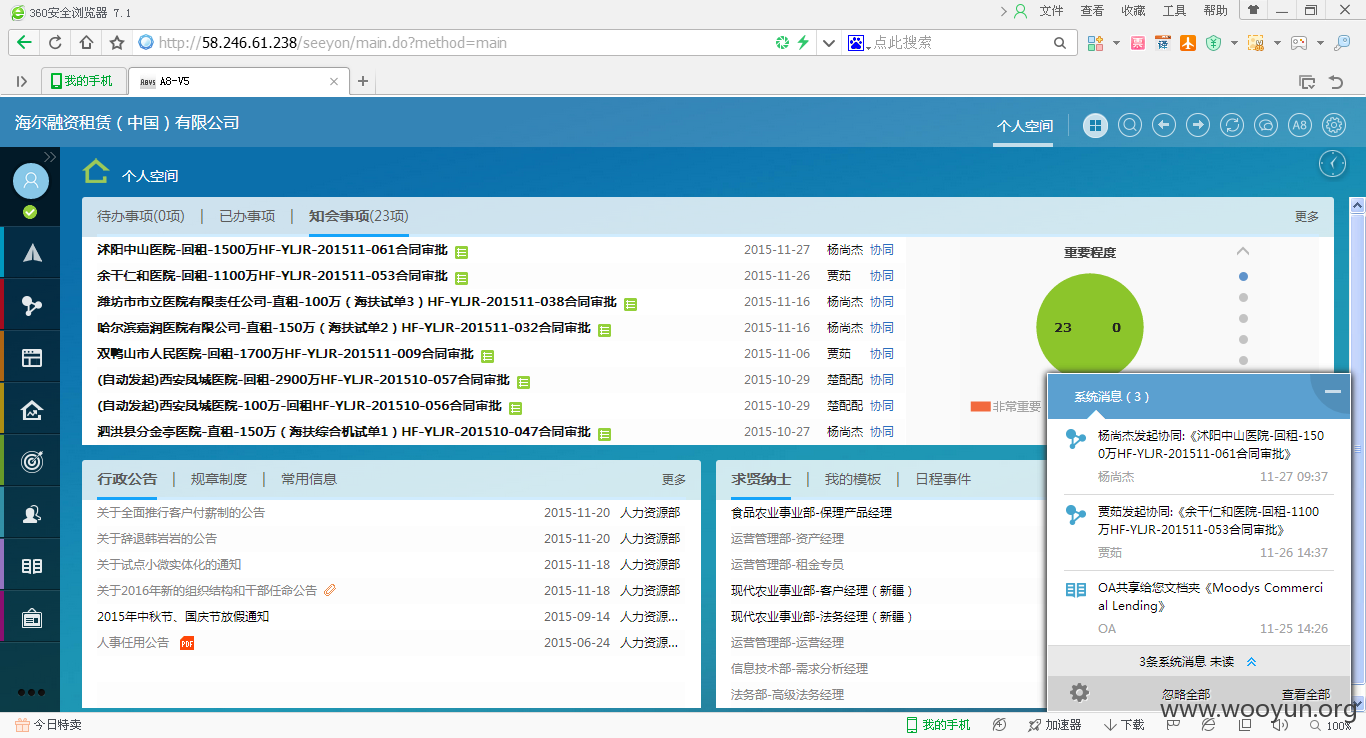 360安全浏览器 7.1 文件 查看 收藏 工具 帮助
http://58.246.61.238/seeyon/main.do?method=main 点此搜索
我的手机 A8-V5
海尔融资租赁（中国）有限公司 个人空间 A8
个人空间
待办事项(0项) 已办事项 知会事项(23项) 更多
沭阳中山医院-回租-1500万HF-YLJR-201511-061合同审批 2015-11-27 杨尚杰 协同
余干仁和医院-回租-1100万HF-YLJR-201511-053合同审批 2015-11-26 贾茹 协同
潍坊市市立医院有限责任公司-直租-100万（海扶试单3）HF-YLJR-201511-038合同审批 2015-11-16 杨尚杰 协同
哈尔滨嘉润医院有限公司-直租-150万（海扶试单2）HF-YLJR-201511-032合同审批 2015-11-16 杨尚杰 协同
双鸭山市人民医院-回租-1700万HF-YLJR-201511-009合同审批 2015-11-06 贾茹 协同
(自动发起)西安凤城医院-回租-2900万HF-YLJR-201510-057合同审批 2015-10-29 楚配配 协同
(自动发起)西安凤城医院-100万-回租HF-YLJR-201510-056合同审批 2015-10-29 楚配配 协同
泗洪县分金亭医院-直租-150万（海扶综合机试单1）HF-YLJR-201510-047合同审批 2015-10-27 杨尚杰 协同
重要程度
23 0
非常重要
行政公告 规章制度 常用信息 更多
关于全面推行客户付薪制的公告 2015-11-20 人力资源部
关于辞退韩岩岩的公告 2015-11-20 人力资源部
关于试点小微实体化的通知 2015-11-18 人力资源部
关于2016年新的组织结构和干部任命公告 2015-11-18 人力资源部
2015年中秋节、国庆节放假通知 2015-09-14 人力资源...
人事任用公告 PDF 2015-06-24 人力资源...
求贤纳士 我的模板 日程事件
食品农业事业部-保理产品经理
运营管理部-资产经理
运营管理部-租金专员
现代农业事业部-客户经理（新疆）
现代农业事业部-法务经理（新疆）
运营管理部-运营经理
信息技术部-需求分析经理
法务部-高级法务经理
系统消息（3）
杨尚杰发起协同:《沭阳中山医院-回租-150
0万HF-YLJR-201511-061合同审批》
杨尚杰 11-27 09:37
贾茹发起协同:《余干仁和医院-回租-1100
万HF-YLJR-201511-053合同审批》
贾茹 11-26 14:37
OA共享给您文档夹《Moodys Commerci
al Lending》
OA 11-25 14:26
3条系统消息 未读
忽略全部 查看全部
www.wooyun.org
今日特卖 我的手机 加速器 下载 100%